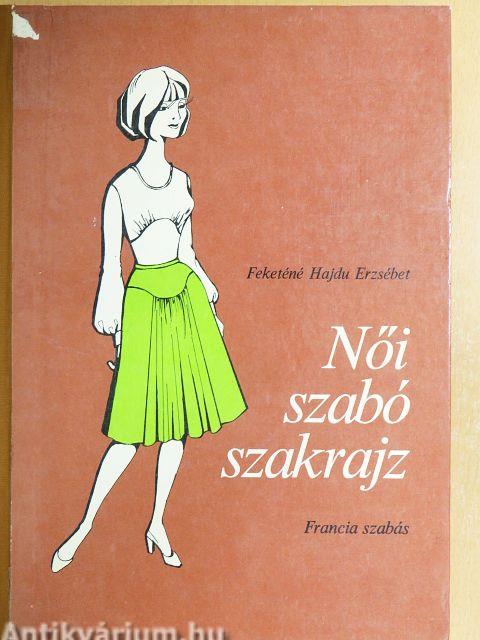 Feketéné Hajdu Erzsébet
Női
szabó
szakrajz
Francia szabás
Antikvárium.hu